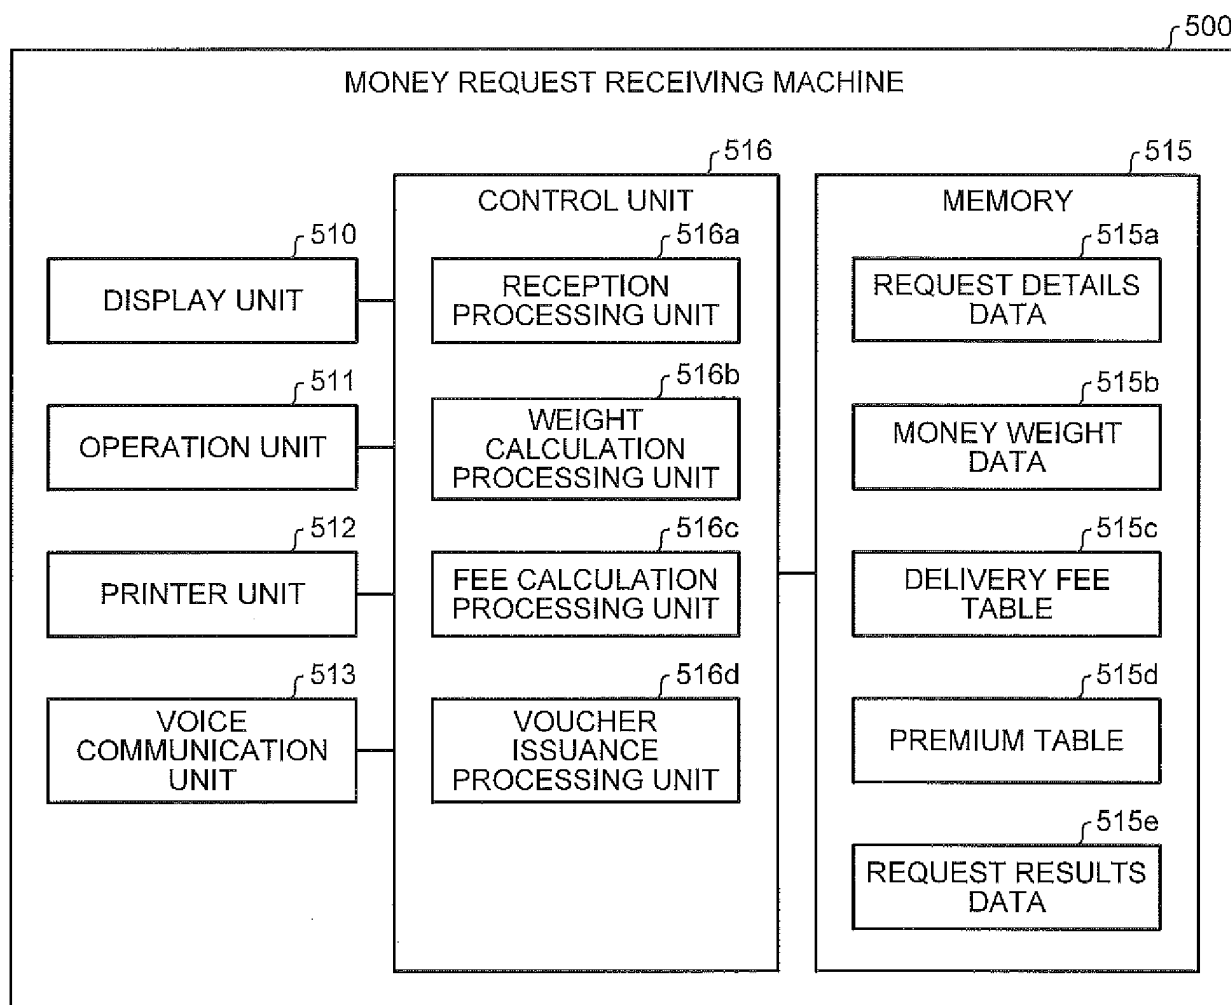 500
MONEY REQUEST RECEIVING MACHINE
516
CONTROL UNIT
515
MEMORY
510
DISPLAY UNIT
516a
RECEPTION
PROCESSING UNIT
515a
REQUEST DETAILS
DATA
511
OPERATION UNIT
516b
WEIGHT
CALCULATION
PROCESSING UNIT
515b
MONEY WEIGHT
DATA
512
PRINTER UNIT
516c
FEE CALCULATION
PROCESSING UNIT
515c
DELIVERY FEE
TABLE
513
VOICE
COMMUNICATION
UNIT
516d
VOUCHER
ISSUANCE
PROCESSING UNIT
515d
PREMIUM TABLE
515e
REQUEST RESULTS
DATA